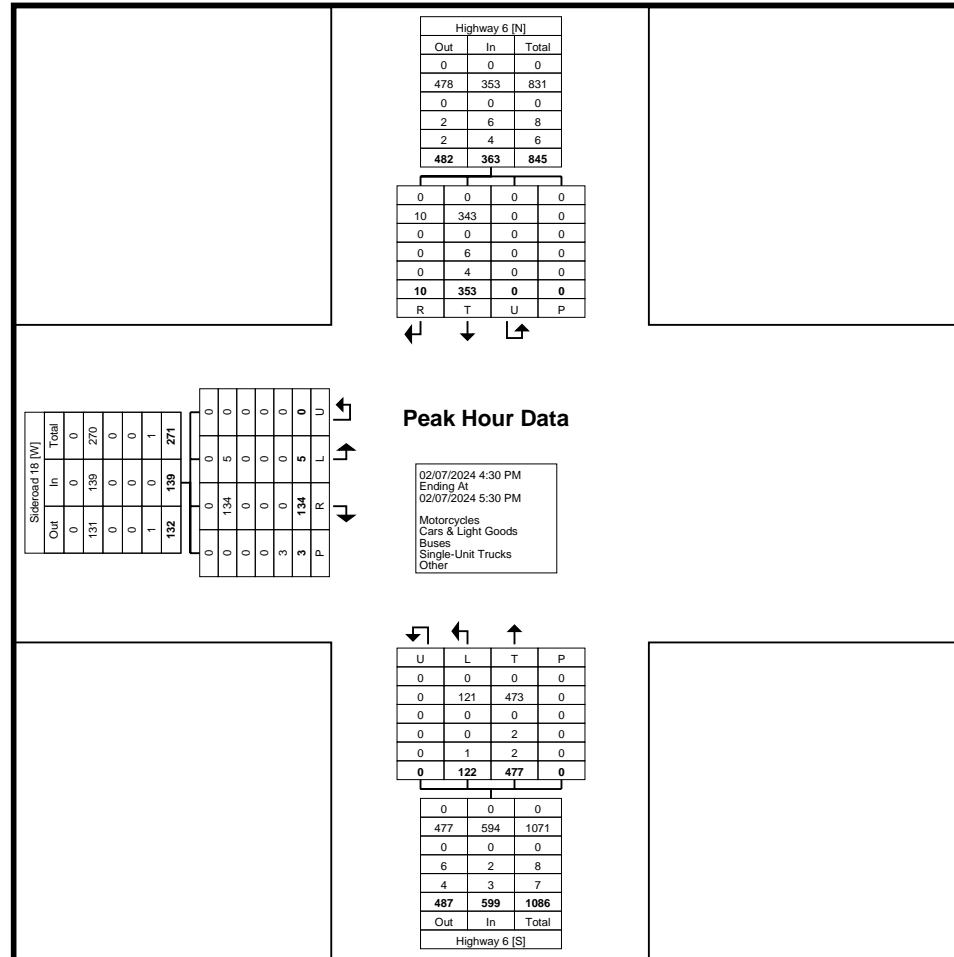 Highway 6 [N]
Out In Total
0 0 0
478 353 831
0 0 0
2 6 8
2 4 6
482 363 845
0 0 0 0
10 343 0 0
0 0 0 0
0 6 0 0
0 4 0 0
10 353 0 0
R T U P
Sideroad 18 [W]
Out In Total
0 0 0
131 139 270
0 0 0
0 0 0
1 0 1
132 139 271
0 0 0 0
0 134 5 0
0 0 0 0
0 0 0 0
3 0 0 0
3 134 5 0
P R L U
Peak Hour Data
02/07/2024 4:30 PM
Ending At
02/07/2024 5:30 PM
Motorcycles
Cars & Light Goods
Buses
Single-Unit Trucks
Other
U L T P
0 0 0 0
0 121 473 0
0 0 0 0
0 0 2 0
0 1 2 0
0 122 477 0
0 0 0
477 594 1071
0 0 0
6 2 8
4 3 7
487 599 1086
Out In Total
Highway 6 [S]